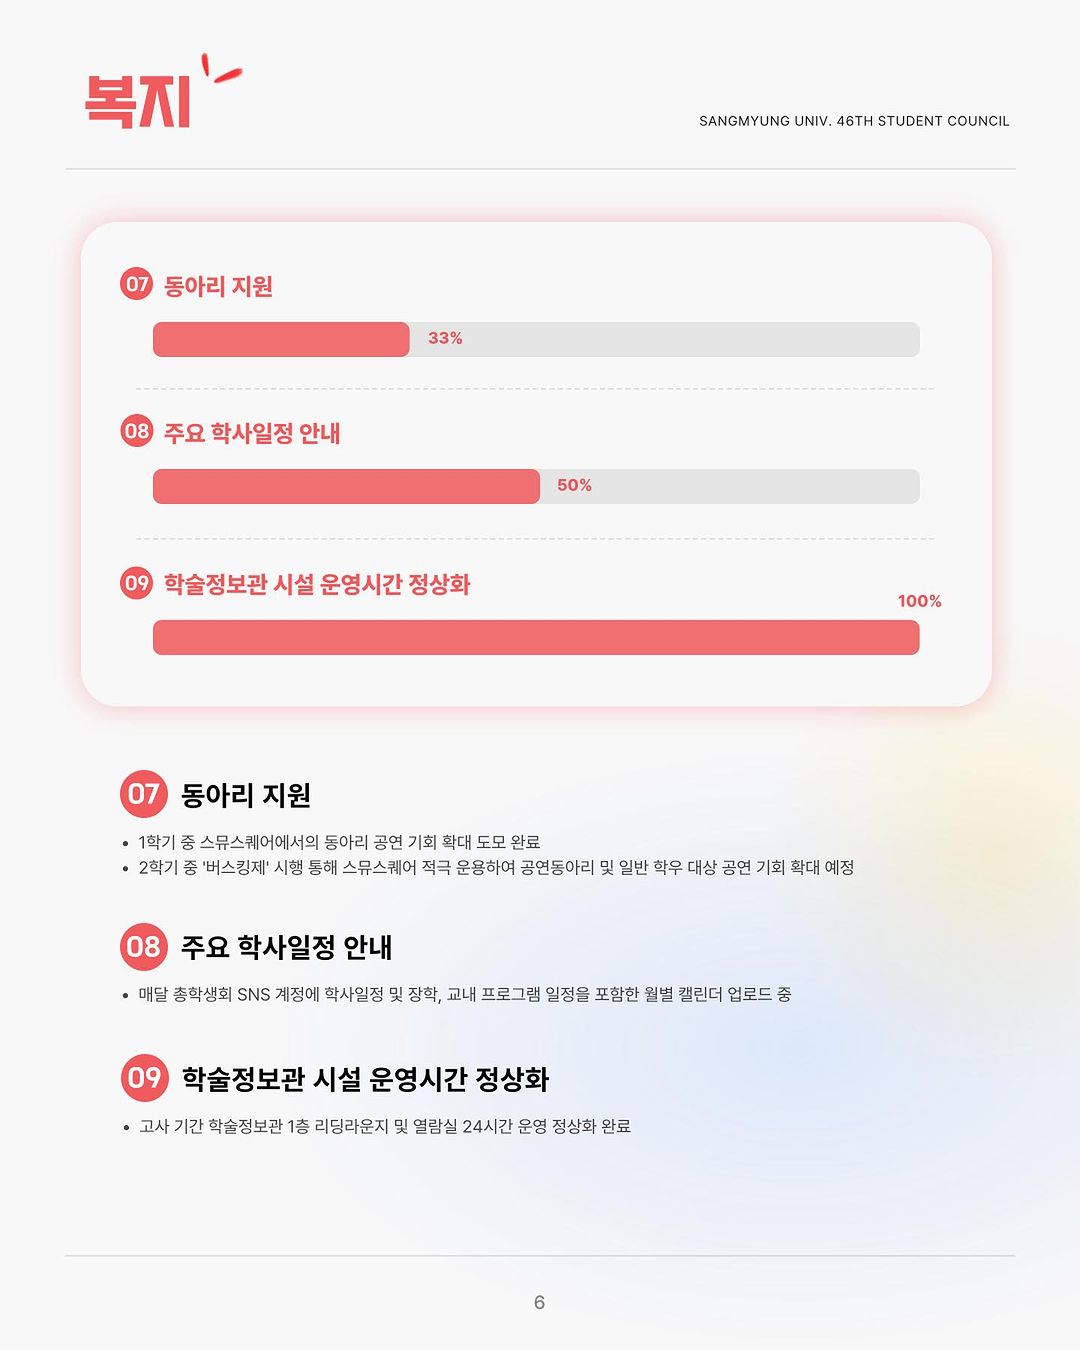 복지
SANGMYUNG UNIV. 46TH STUDENT COUNCIL
07 동아리 지원
33%
08 주요 학사일정 안내
50%
09 학술정보관 시설 운영시간 정상화
100%
07 동아리 지원
• 1학기 중 스뮤스퀘어에서의 동아리 공연 기회 확대 도모 완료
• 2학기 중 '버스킹제' 시행 통해 스뮤스퀘어 적극 운용하여 공연동아리 및 일반 학우 대상 공연 기회 확대 예정
08 주요 학사일정 안내
• 매달 총학생회 SNS 계정에 학사일정 및 장학, 교내 프로그램 일정을 포함한 월별 캘린더 업로드 중
09 학술정보관 시설 운영시간 정상화
• 고사 기간 학술정보관 1층 리딩라운지 및 열람실 24시간 운영 정상화 완료
6